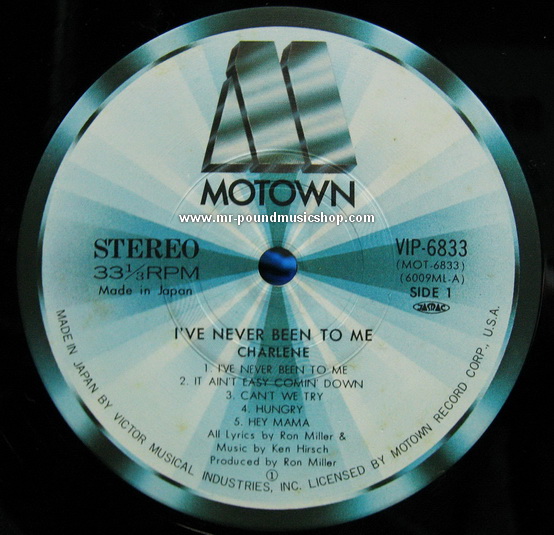 MOTOWN
www.mr-poundmusicshop.com
STEREO
33⅓RPM
Made in Japan
VIP-6833
(MOT-6833)
(6009ML-A)
SIDE 1
JASRAC
I'VE NEVER BEEN TO ME
CHARLENE
1. I'VE NEVER BEEN TO ME
2. IT AIN'T EASY COMIN' DOWN
3. CAN'T WE TRY
4. HUNGRY
5. HEY MAMA
All Lyrics by Ron Miller &
Music by Ken Hirsch
Produced by Ron Miller
①
MADE IN JAPAN BY VICTOR MUSICAL INDUSTRIES, INC. LICENSED BY MOTOWN RECORD CORP., U.S.A.